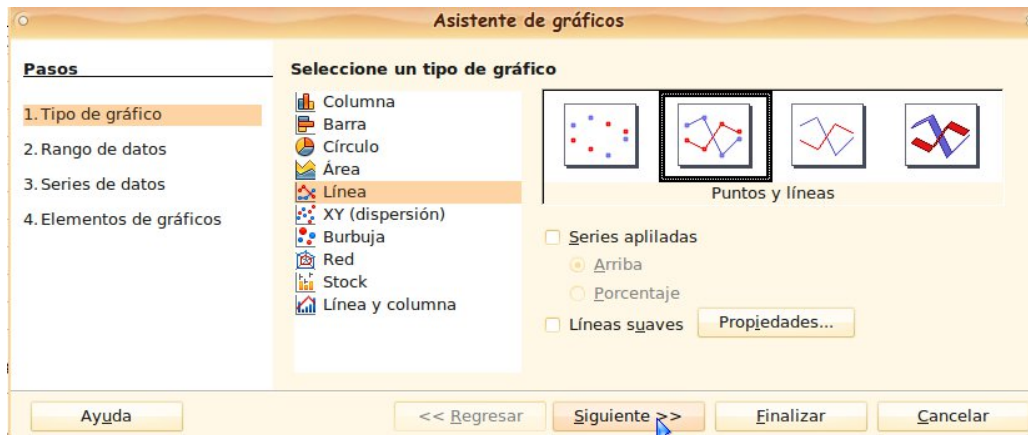 Asistente de gráficos
Pasos
1. Tipo de gráfico
2. Rango de datos
3. Series de datos
4. Elementos de gráficos
Seleccione un tipo de gráfico
Columna
Barra
Círculo
Área
Línea
XY (dispersión)
Burbuja
Red
Stock
Línea y columna
Puntos y líneas
Series apliladas
Arriba
Porcentaje
Líneas suaves
Propiedades...
Ayuda
<< Regresar
Siguiente >>
Finalizar
Cancelar